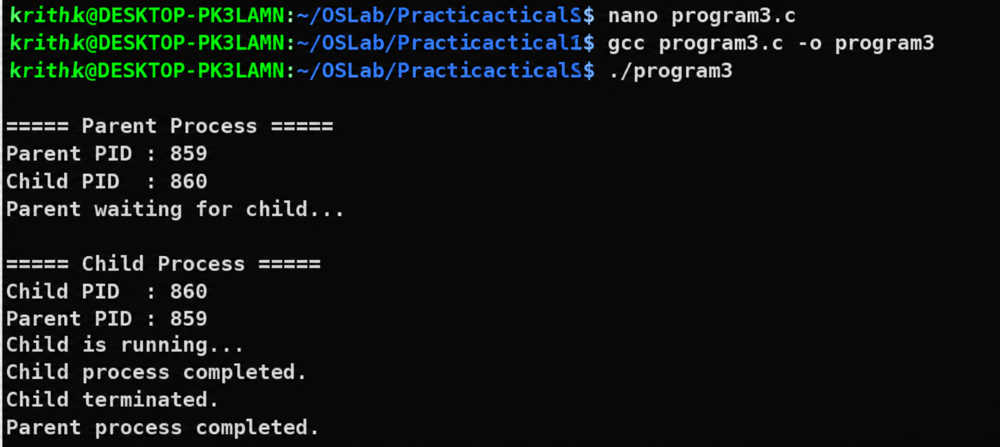 krithk@DESKTOP-PK3LAMN:~/OSLab/PracticacticalS$ nano program3.c
krithk@DESKTOP-PK3LAMN:~/OSLab/Practicactical1$ gcc program3.c -o program3
krithk@DESKTOP-PK3LAMN:~/OSLab/PracticacticalS$ ./program3
===== Parent Process =====
Parent PID : 859
Child PID  : 860
Parent waiting for child...
===== Child Process =====
Child PID  : 860
Parent PID : 859
Child is running...
Child process completed.
Child terminated.
Parent process completed.